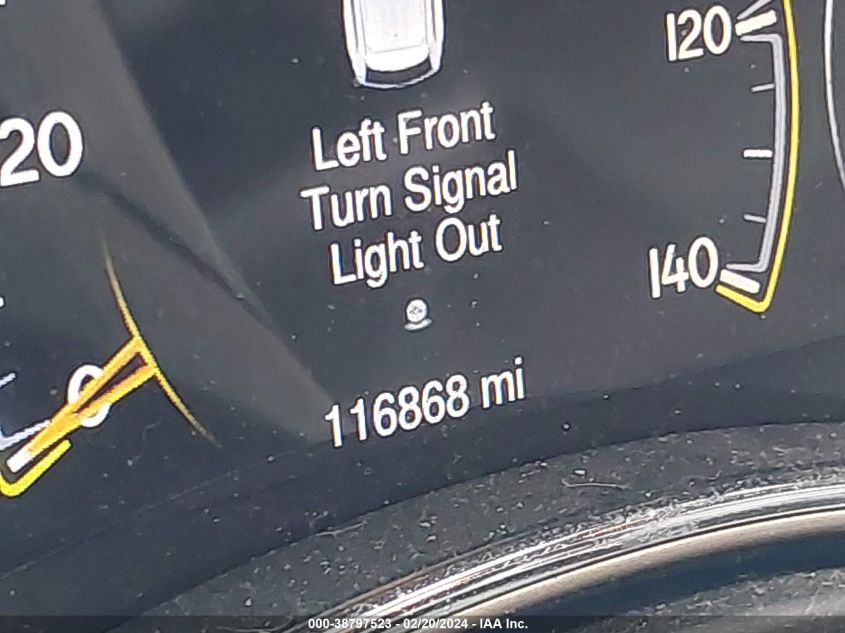 120
Left Front
Turn Signal
Light Out
20
0
140
116868 mi
000-38797523 - 02/20/2024 - IAA Inc.